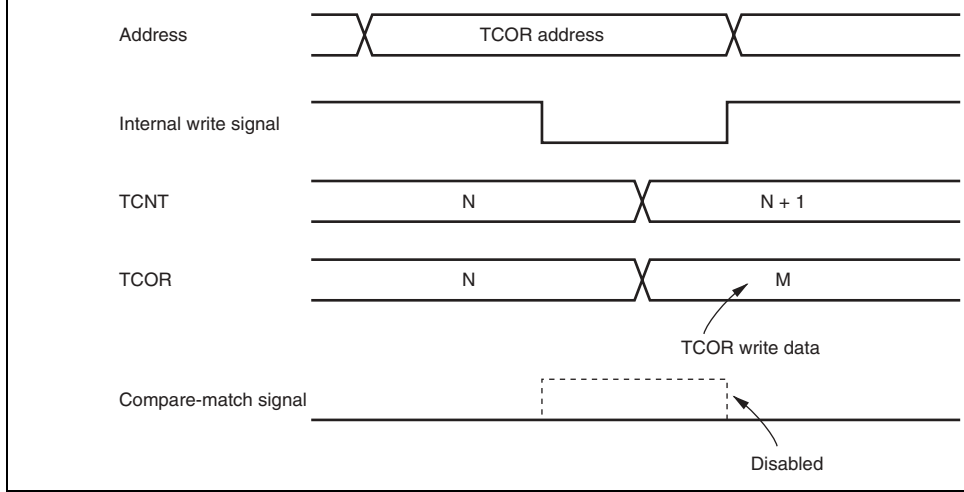 Address
TCOR address
Internal write signal
TCNT
N
N + 1
TCOR
N
M
TCOR write data
Compare-match signal
Disabled